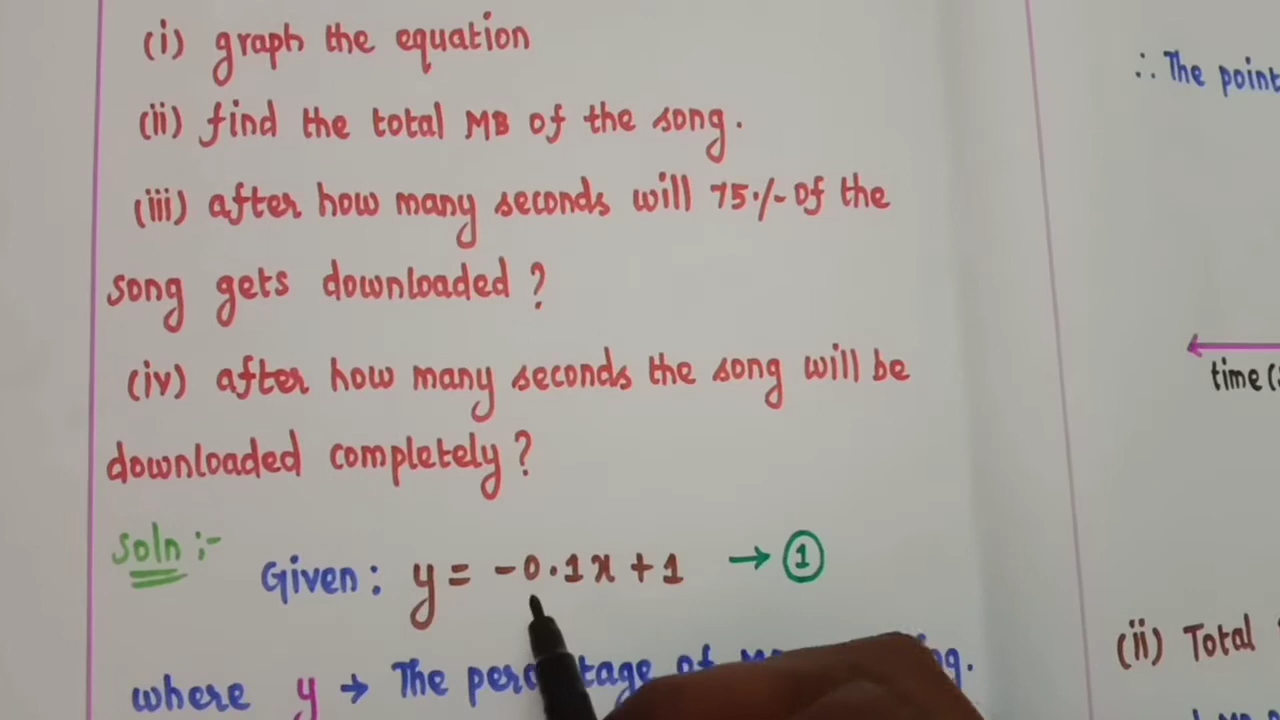 (i) graph the equation
(ii) find the total MB of the song.
(iii) after how many seconds will 75% of the
song gets downloaded ?
(iv) after how many seconds the song will be
downloaded completely ?
Soln :-
Given : y = -0.1x + 1 → ①
where y → The percentage of
∴ The point
time (
(ii) Total